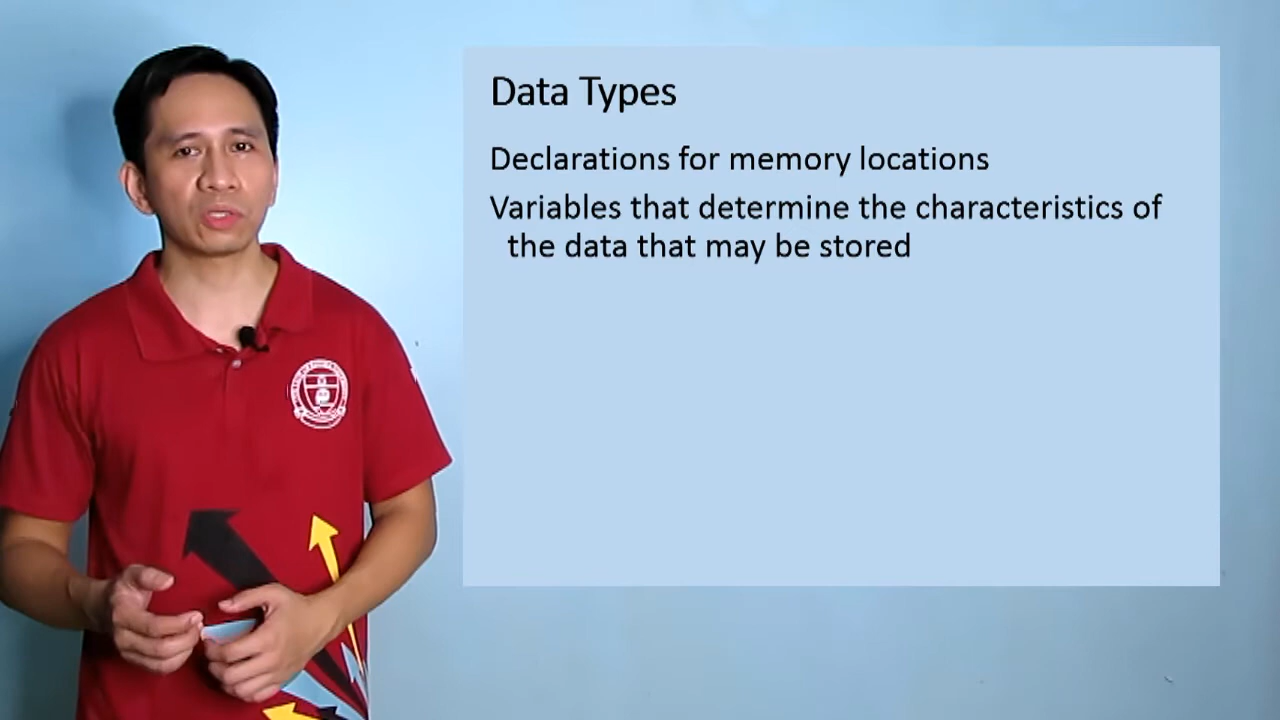 Data Types
Declarations for memory locations
Variables that determine the characteristics of
the data that may be stored